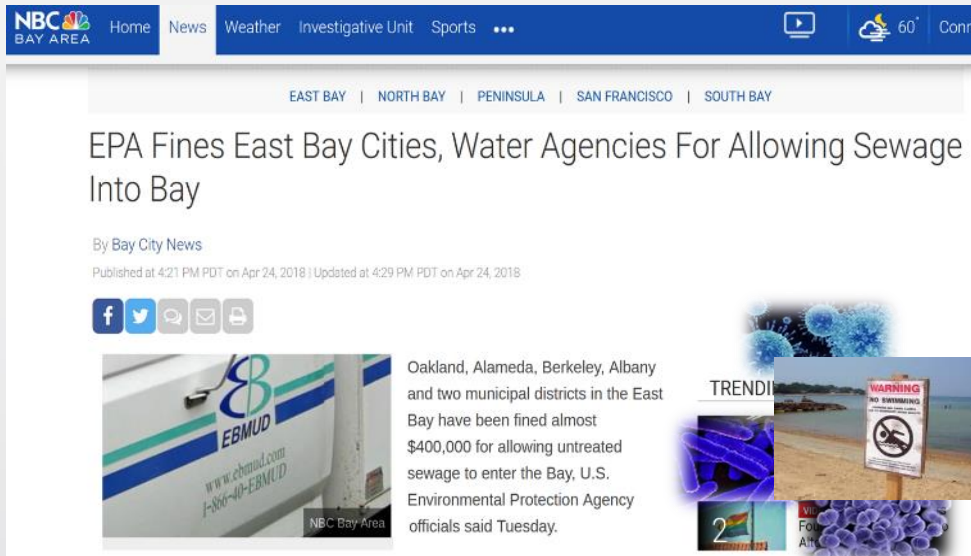 NBC
BAY AREA
Home News Weather Investigative Unit Sports •••
60°
EAST BAY | NORTH BAY | PENINSULA | SAN FRANCISCO | SOUTH BAY
EPA Fines East Bay Cities, Water Agencies For Allowing Sewage
Into Bay
By Bay City News
Published at 4:21 PM PDT on Apr 24, 2018 | Updated at 4:29 PM PDT on Apr 24, 2018
EBMUD
www.ebmud.com
1-866-40-EBMUD
NBC Bay Area
Oakland, Alameda, Berkeley, Albany
and two municipal districts in the East
Bay have been fined almost
$400,000 for allowing untreated
sewage to enter the Bay, U.S.
Environmental Protection Agency
officials said Tuesday.
WARNING
NO SWIMMING
2